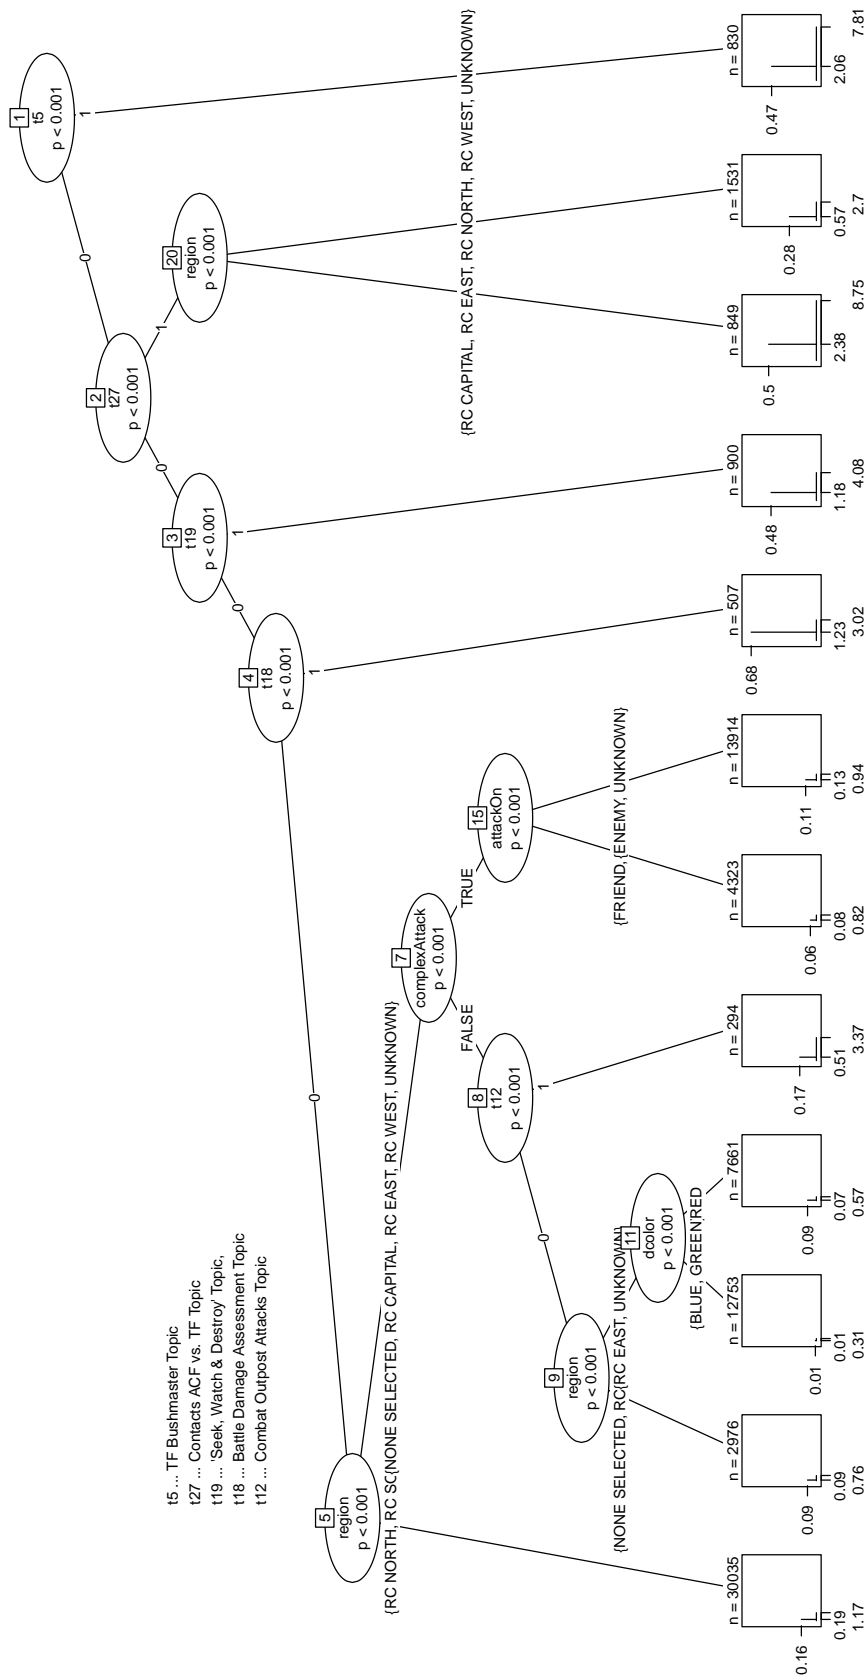 t5 ... TF Bushmaster Topic
t27 ... Contacts ACF vs. TF Topic
t19 ... 'Seek, Watch & Destroy' Topic,
t18 ... Battle Damage Assessment Topic
t12 ... Combat Outpost Attacks Topic
1
t5
p < 0.001
0
1
2
t27
p < 0.001
0
1
3
t19
p < 0.001
0
1
20
region
p < 0.001
{RC CAPITAL, RC EAST, RC NORTH, RC WEST, UNKNOWN}
4
t18
p < 0.001
0
1
5
region
p < 0.001
{RC NORTH, RC SO
{NONE SELECTED, RC CAPITAL, RC EAST, RC WEST, UNKNOWN}
7
complexAttack
p < 0.001
FALSE
TRUE
8
t12
p < 0.001
0
1
15
attackOn
p < 0.001
{FRIEND,
{ENEMY, UNKNOWN}
9
region
p < 0.001
{NONE SELECTED, RC
{RC EAST, UNKNOWN}
11
dcolor
p < 0.001
{BLUE, GREEN
RED
n = 30035
0.16
0.19
1.17
n = 2976
0.09
0.09
0.76
n = 12753
0.01
0.01
0.31
n = 7661
0.09
0.07
0.57
n = 294
0.17
0.51
3.37
n = 4323
0.06
0.08
0.82
n = 13914
0.11
0.13
0.94
n = 507
0.68
1.23
3.02
n = 900
0.48
1.18
4.08
n = 849
0.5
2.38
8.75
n = 1531
0.28
0.57
2.7
n = 830
0.47
2.06
7.81